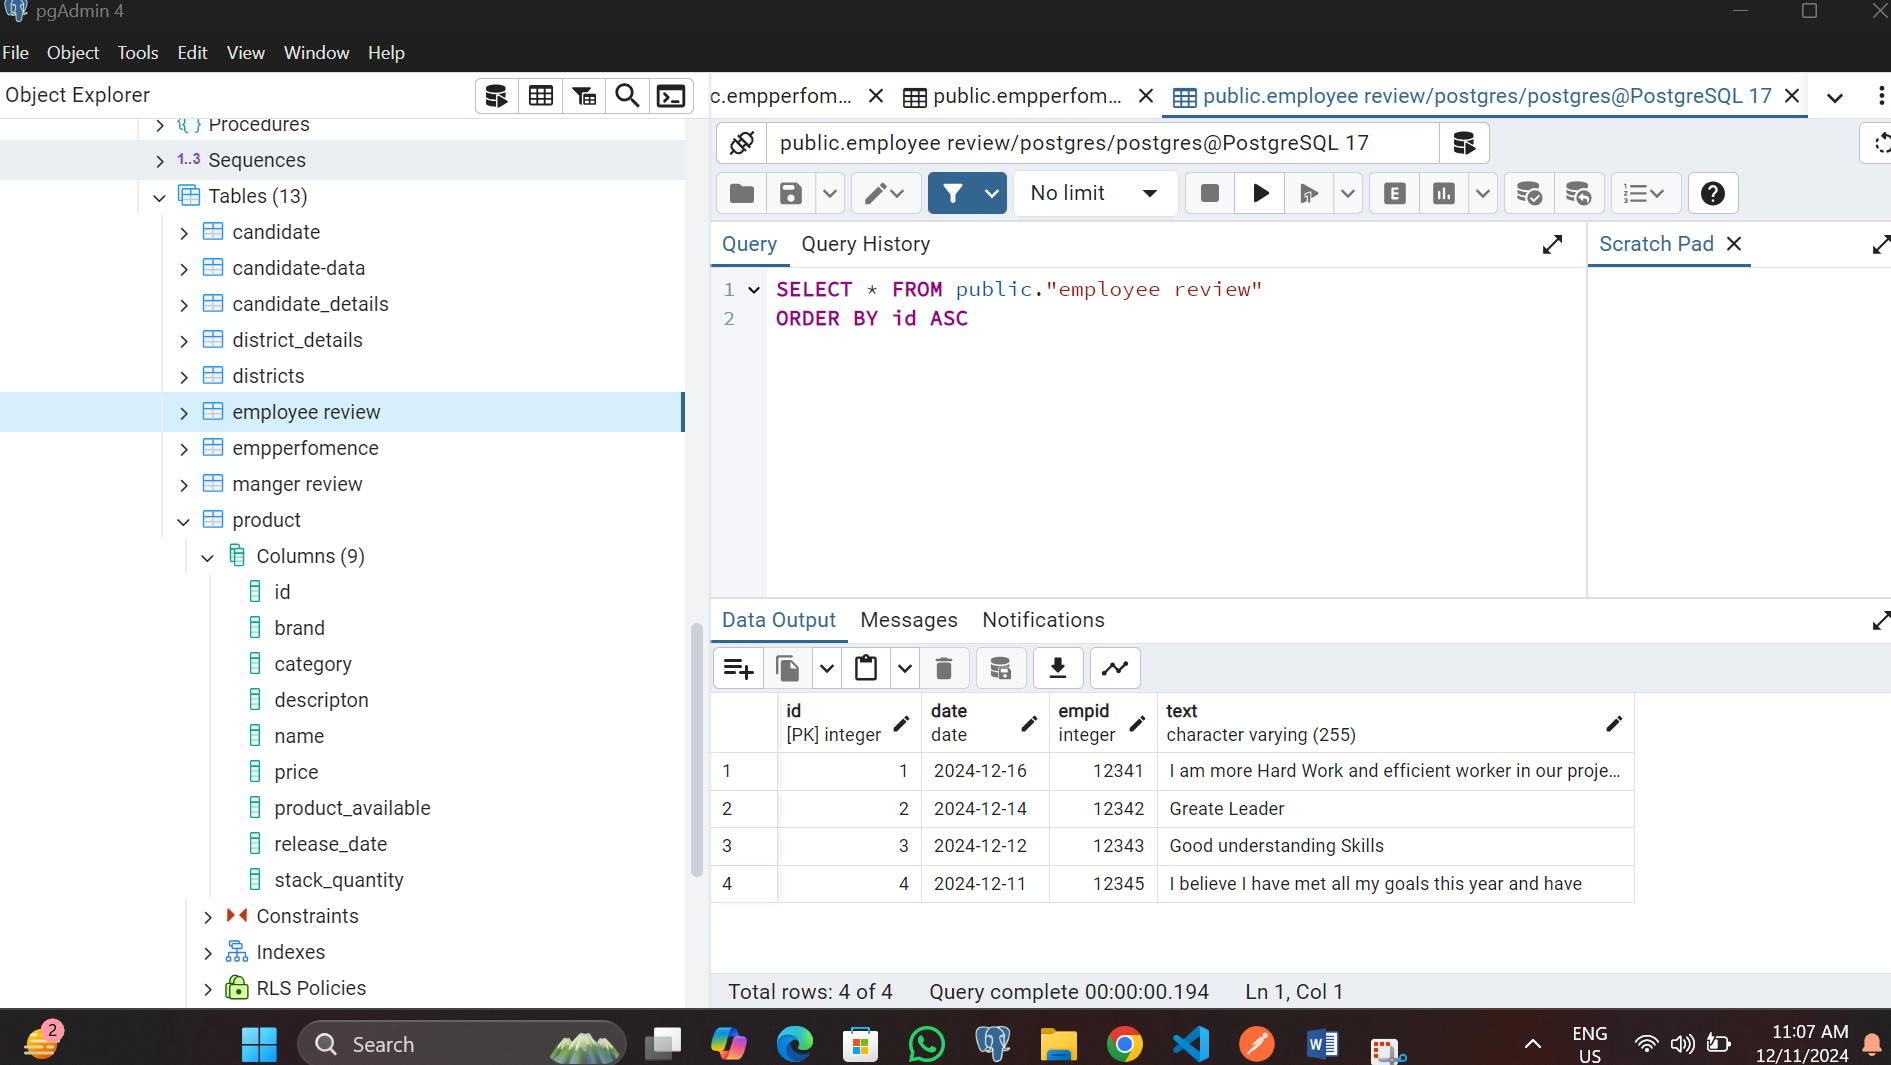 pgAdmin 4
File Object Tools Edit View Window Help
Object Explorer
Procedures
1..3 Sequences
Tables (13)
candidate
candidate-data
candidate_details
district_details
districts
employee review
empperfomence
manger review
product
Columns (9)
id
brand
category
descripton
name
price
product_available
release_date
stack_quantity
Constraints
Indexes
RLS Policies
c.empperfom... public.empperfom... public.employee review/postgres/postgres@PostgreSQL 17
public.employee review/postgres/postgres@PostgreSQL 17
No limit
E
Query Query History
Scratch Pad
1 SELECT * FROM public."employee review"
2 ORDER BY id ASC
Data Output Messages Notifications
id date empid text
[PK] integer date integer character varying (255)
1 1 2024-12-16 12341 I am more Hard Work and efficient worker in our proje...
2 2 2024-12-14 12342 Greate Leader
3 3 2024-12-12 12343 Good understanding Skills
4 4 2024-12-11 12345 I believe I have met all my goals this year and have
Total rows: 4 of 4 Query complete 00:00:00.194 Ln 1, Col 1
2
Search
W
ENG
US
11:07 AM
12/11/2024